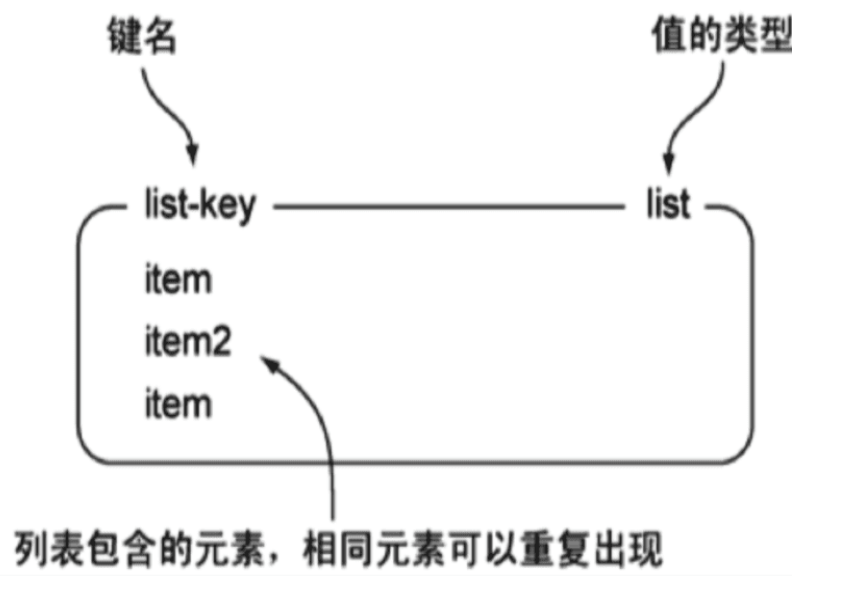 键名 值的类型
list-key list
item
item2
item
列表包含的元素，相同元素可以重复出现